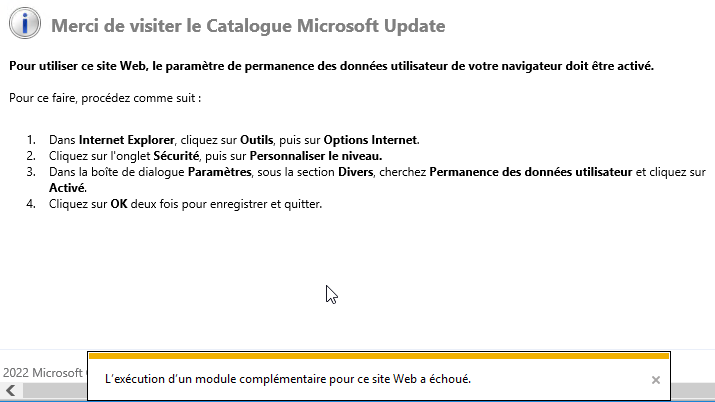 Merci de visiter le Catalogue Microsoft Update
Pour utiliser ce site Web, le paramètre de permanence des données utilisateur de votre navigateur doit être activé.
Pour ce faire, procédez comme suit :
1. Dans Internet Explorer, cliquez sur Outils, puis sur Options Internet.
2. Cliquez sur l'onglet Sécurité, puis sur Personnaliser le niveau.
3. Dans la boîte de dialogue Paramètres, sous la section Divers, cherchez Permanence des données utilisateur et cliquez sur
Activé.
4. Cliquez sur OK deux fois pour enregistrer et quitter.
2022 Microsoft
L'exécution d'un module complémentaire pour ce site Web a échoué.